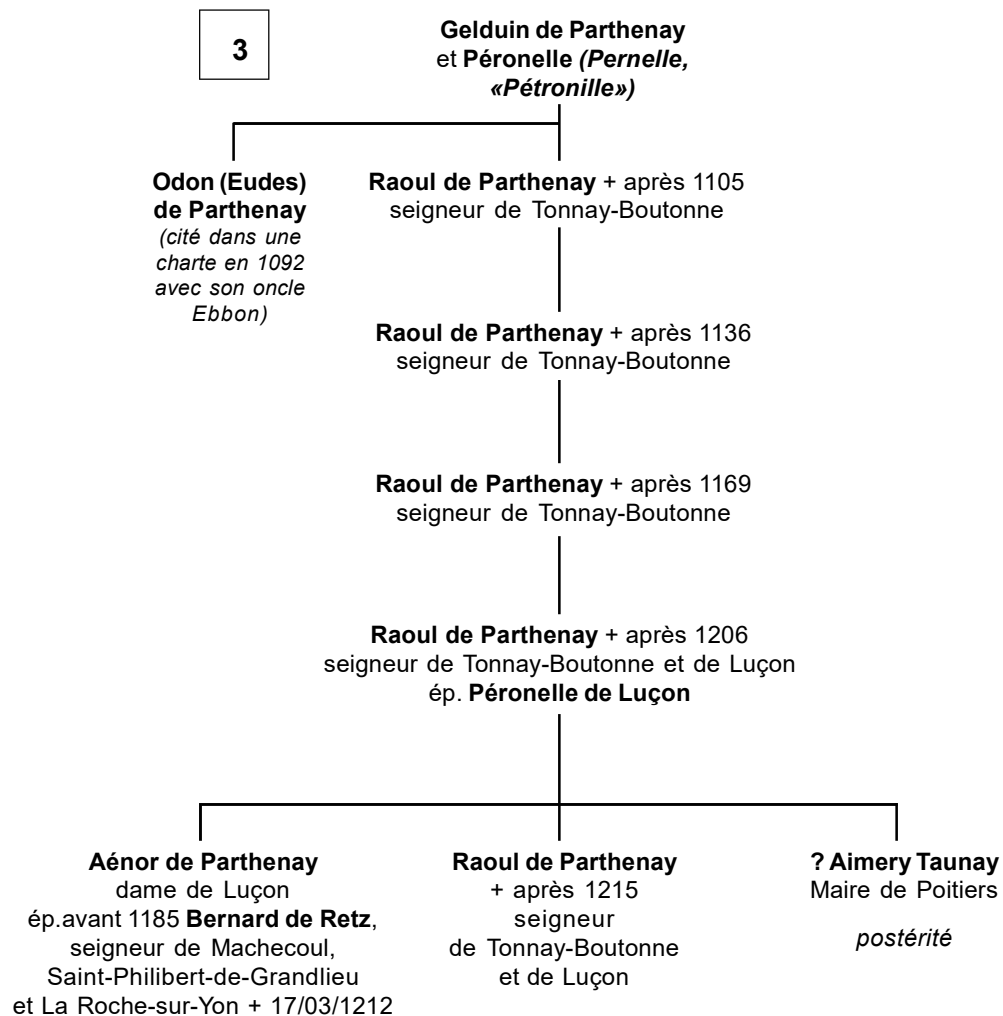 3
Gelduin de Parthenay
et Péronelle (Pernelle,
«Pétronille»)
Odon (Eudes)
de Parthenay
(cité dans une
charte en 1092
avec son oncle
Ebbon)
Raoul de Parthenay + après 1105
seigneur de Tonnay-Boutonne
Raoul de Parthenay + après 1136
seigneur de Tonnay-Boutonne
Raoul de Parthenay + après 1169
seigneur de Tonnay-Boutonne
Raoul de Parthenay + après 1206
seigneur de Tonnay-Boutonne et de Luçon
ép. Péronelle de Luçon
Aénor de Parthenay
dame de Luçon
ép.avant 1185 Bernard de Retz,
seigneur de Machecoul,
Saint-Philibert-de-Grandlieu
et La Roche-sur-Yon + 17/03/1212
Raoul de Parthenay
+ après 1215
seigneur
de Tonnay-Boutonne
et de Luçon
? Aimery Taunay
Maire de Poitiers
postérité